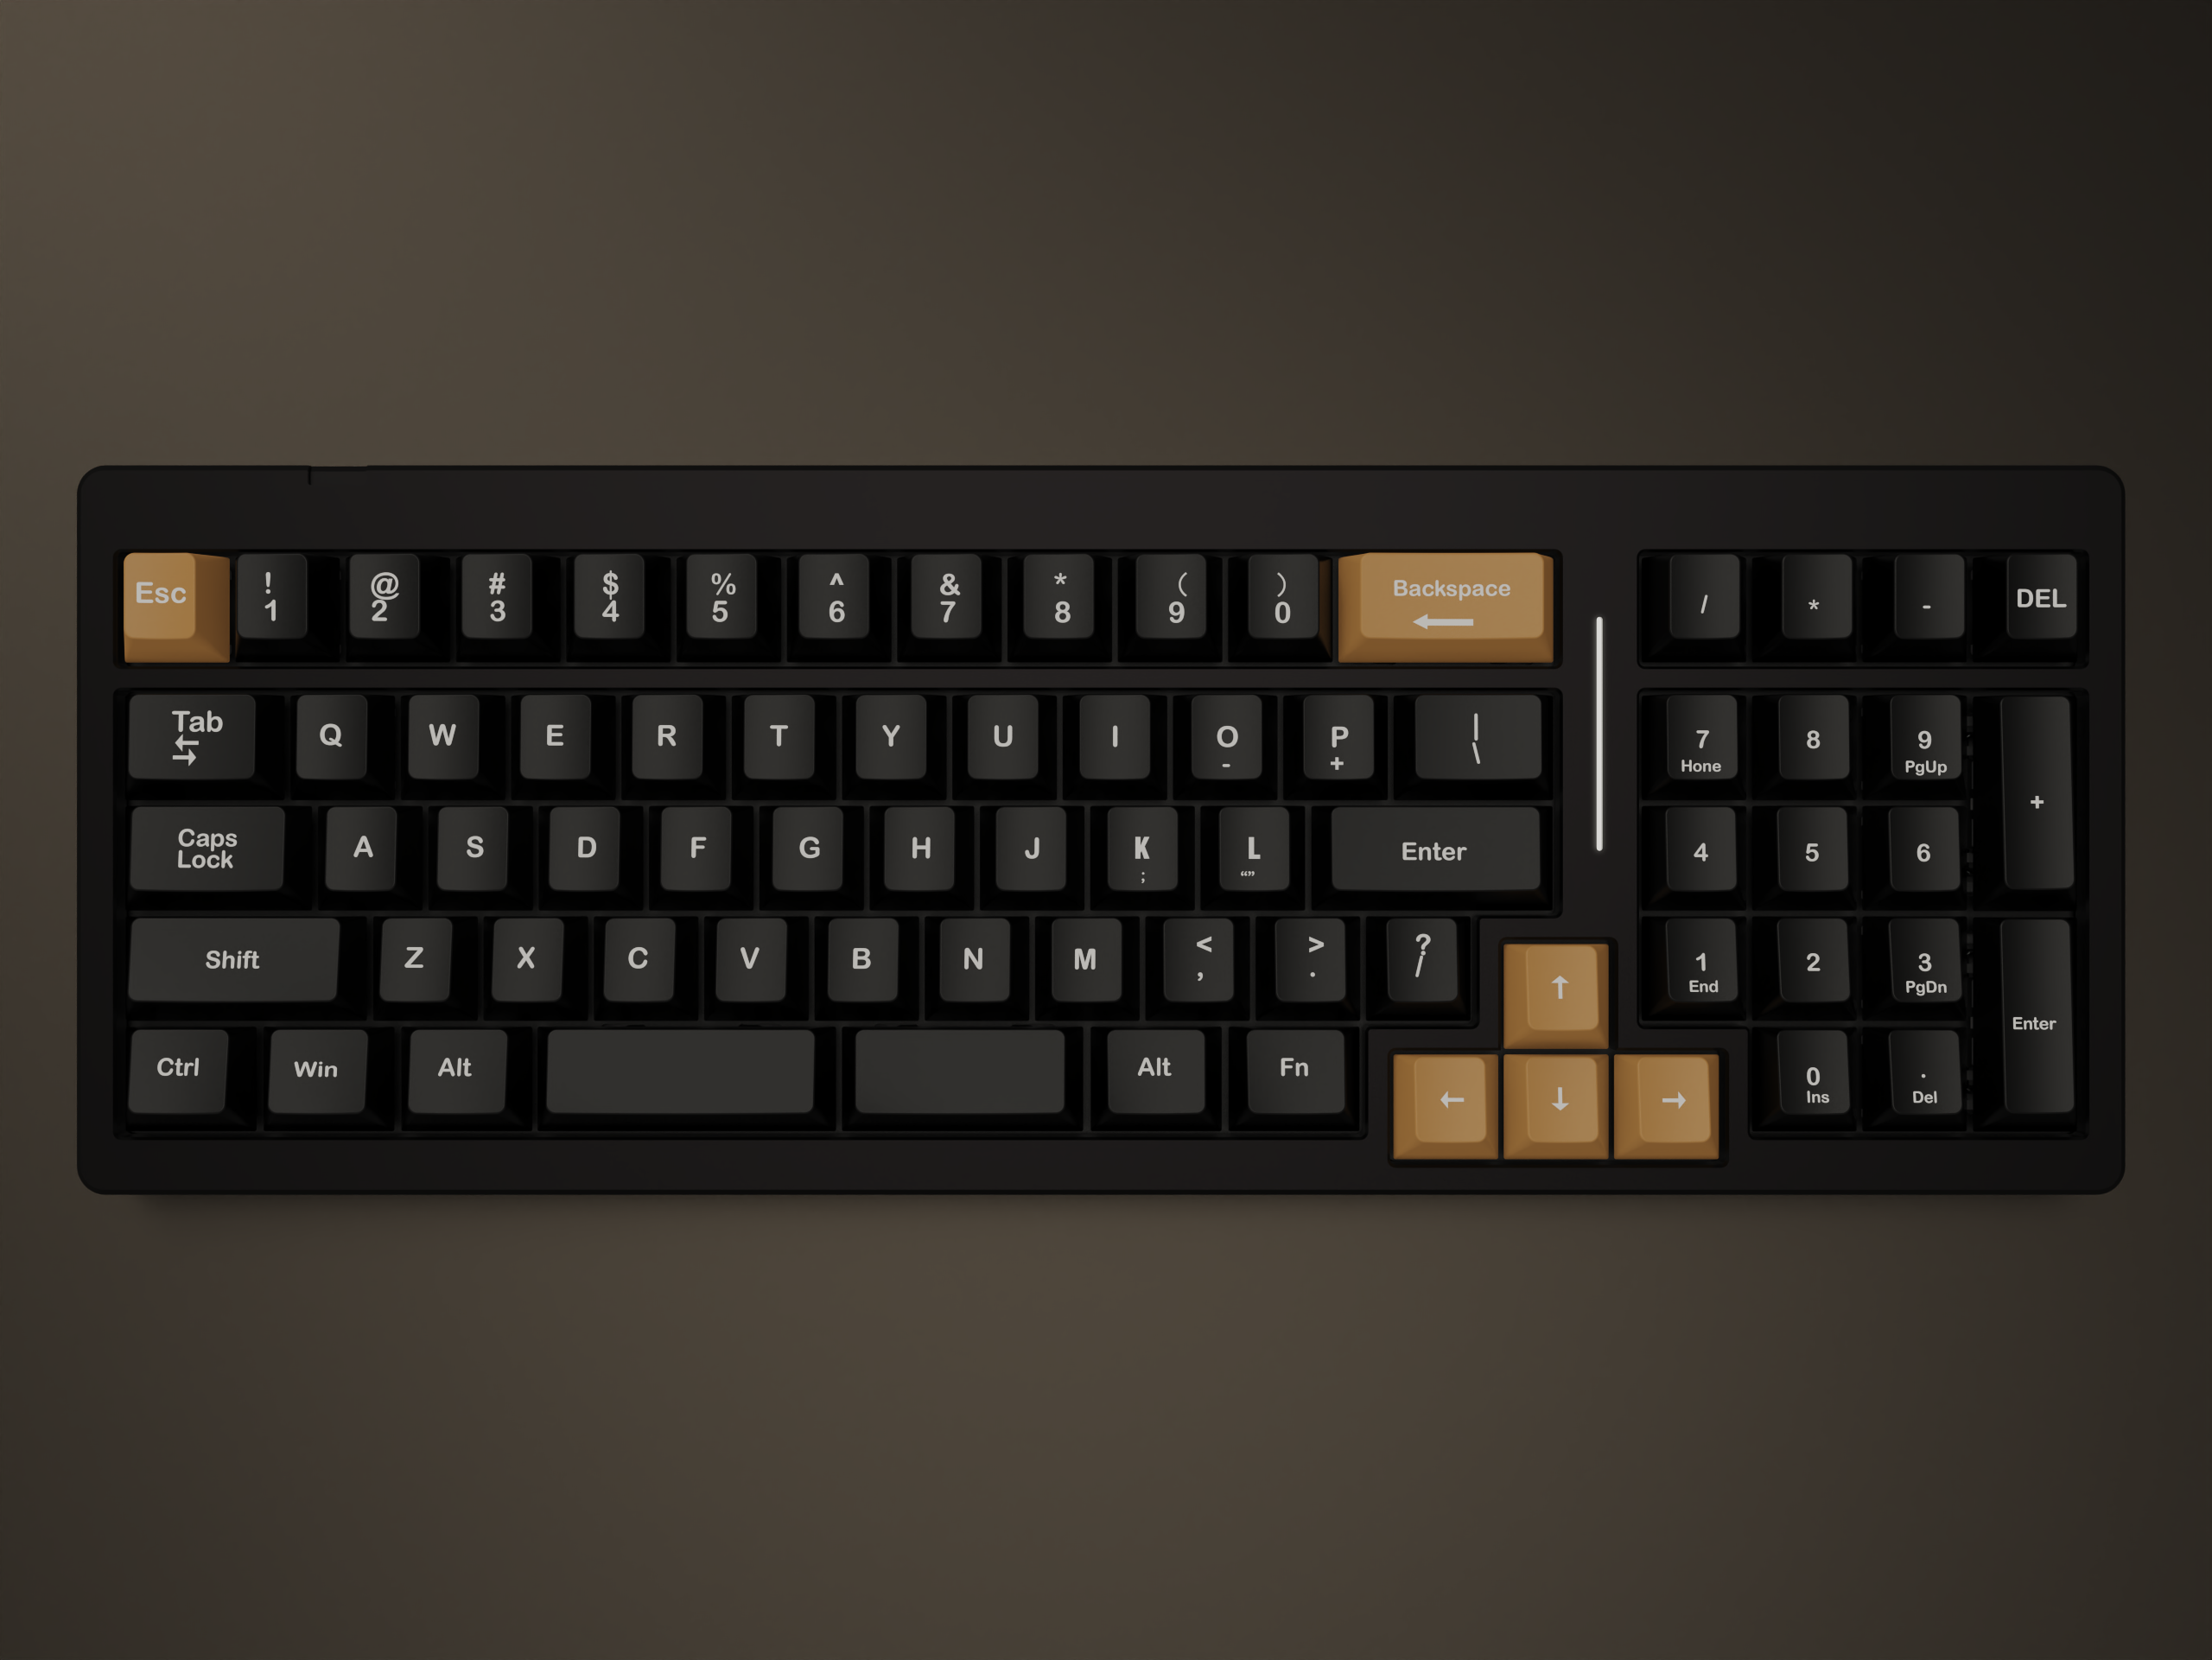 Esc ! @ # $ % ^ & * ( ) Backspace / * - DEL
1 2 3 4 5 6 7 8 9 0 ←
Tab Q W E R T Y U I O P | 7 8 9 +
⇆ - + \ Hone PgUp
Caps A S D F G H J K L Enter 4 5 6
Lock ; “”
Shift Z X C V B N M < > ? ↑ 1 2 3 Enter
, . / End PgDn
Ctrl Win Alt Alt Fn ← ↓ → 0 .
Ins Del